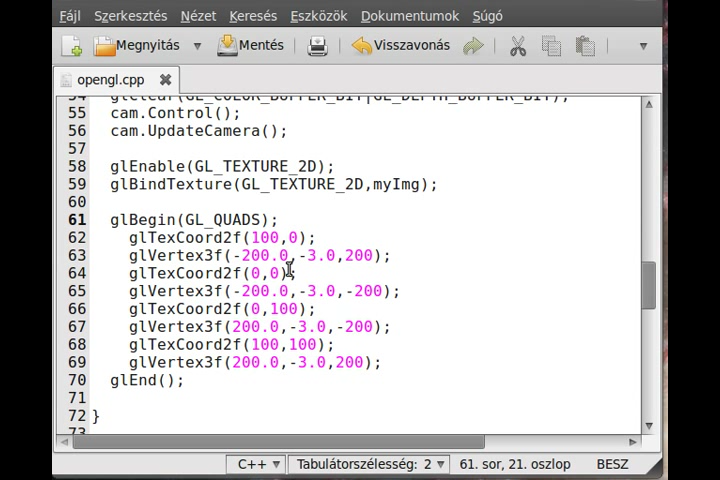 Fájl Szerkesztés Nézet Keresés Eszközök Dokumentumok Súgó
Megnyitás Mentés Visszavonás
opengl.cpp
54 glClear(GL_COLOR_BUFFER_BIT|GL_DEPTH_BUFFER_BIT);
55 cam.Control();
56 cam.UpdateCamera();
57
58 glEnable(GL_TEXTURE_2D);
59 glBindTexture(GL_TEXTURE_2D,myImg);
60
61 glBegin(GL_QUADS);
62 glTexCoord2f(100,0);
63 glVertex3f(-200.0,-3.0,200);
64 glTexCoord2f(0,0);
65 glVertex3f(-200.0,-3.0,-200);
66 glTexCoord2f(0,100);
67 glVertex3f(200.0,-3.0,-200);
68 glTexCoord2f(100,100);
69 glVertex3f(200.0,-3.0,200);
70 glEnd();
71
72 }
73
C++ Tabulátorszélesség: 2 61. sor, 21. oszlop BESZ